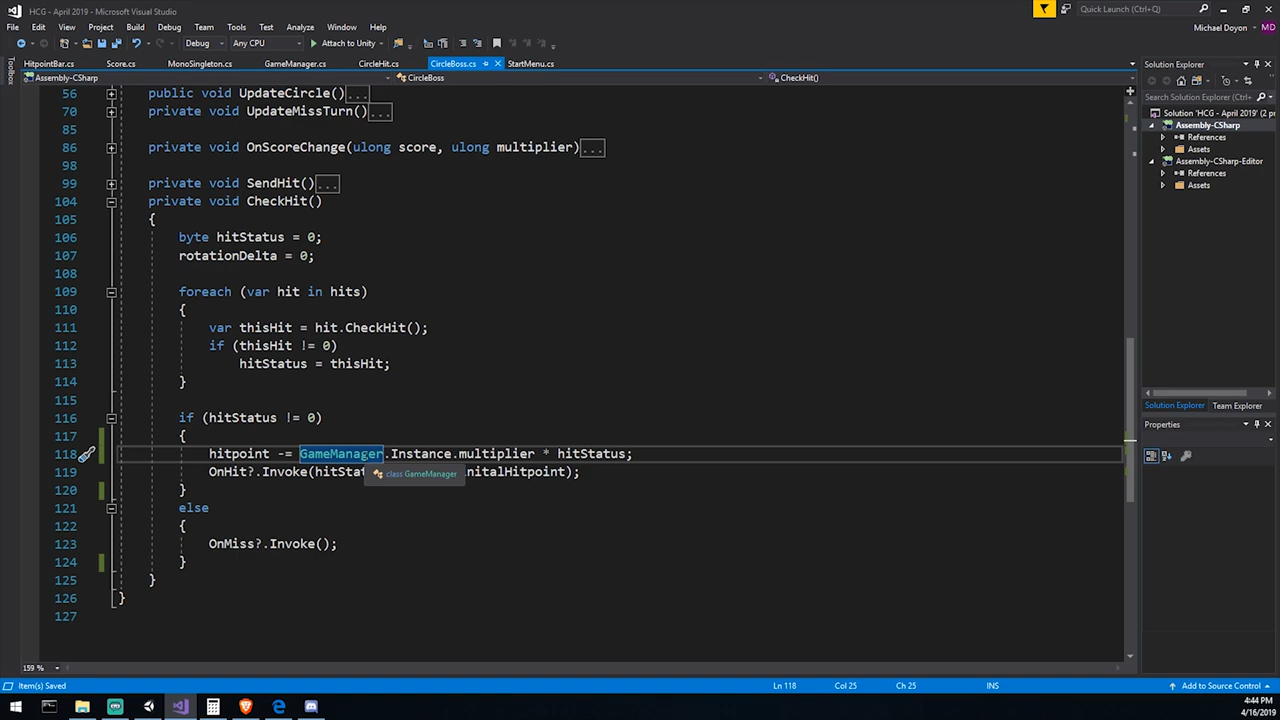 HCG - April 2019 - Microsoft Visual Studio
Quick Launch (Ctrl+Q)
File Edit View Project Build Debug Team Tools Test Analyze Window Help
Michael Doyon MD
Debug Any CPU Attach to Unity
HitpointBar.cs Score.cs MonoSingleton.cs GameManager.cs CircleHit.cs CircleBoss.cs StartMenu.cs
Solution Explorer
Toolbox
Assembly-CSharp CircleBoss CheckHit()
56 public void UpdateCircle()...
70 private void UpdateMissTurn()...
85
86 private void OnScoreChange(ulong score, ulong multiplier)...
98
99 private void SendHit()...
104 private void CheckHit()
105 {
106 byte hitStatus = 0;
107 rotationDelta = 0;
108
109 foreach (var hit in hits)
110 {
111 var thisHit = hit.CheckHit();
112 if (thisHit != 0)
113 hitStatus = thisHit;
114 }
115
116 if (hitStatus != 0)
117 {
118 hitpoint -= GameManager.Instance.multiplier * hitStatus;
119 OnHit?.Invoke(hitSta nitalHitpoint);
class GameManager
120 }
121 else
122 {
123 OnMiss?.Invoke();
124 }
125 }
126 }
127
159 %
Search Solution Explorer (Ctrl+;)
Solution 'HCG - April 2019' (2 p
Assembly-CSharp
References
Assets
Assembly-CSharp-Editor
References
Assets
Solution Explorer Team Explorer
Properties
Item(s) Saved Ln 118 Col 25 Ch 25 INS Add to Source Control
4:44 PM
4/16/2019